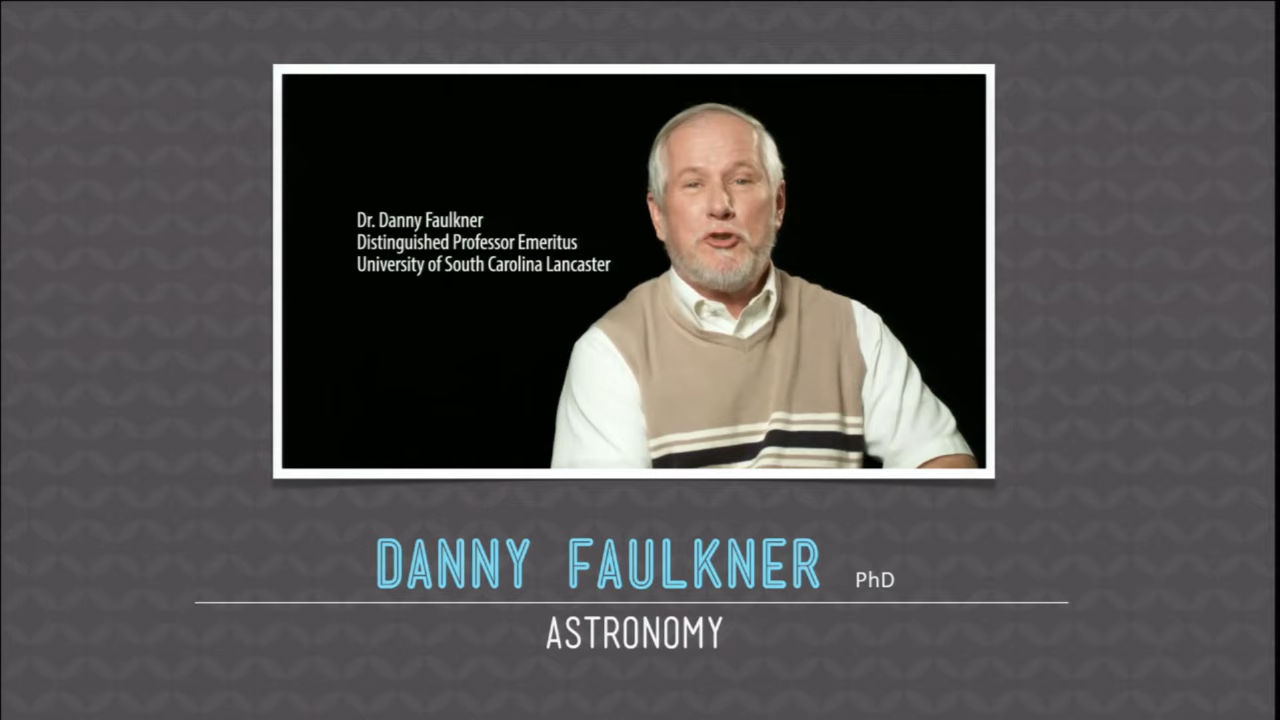 Dr. Danny Faulkner
Distinguished Professor Emeritus
University of South Carolina Lancaster
DANNY FAULKNER PhD
ASTRONOMY